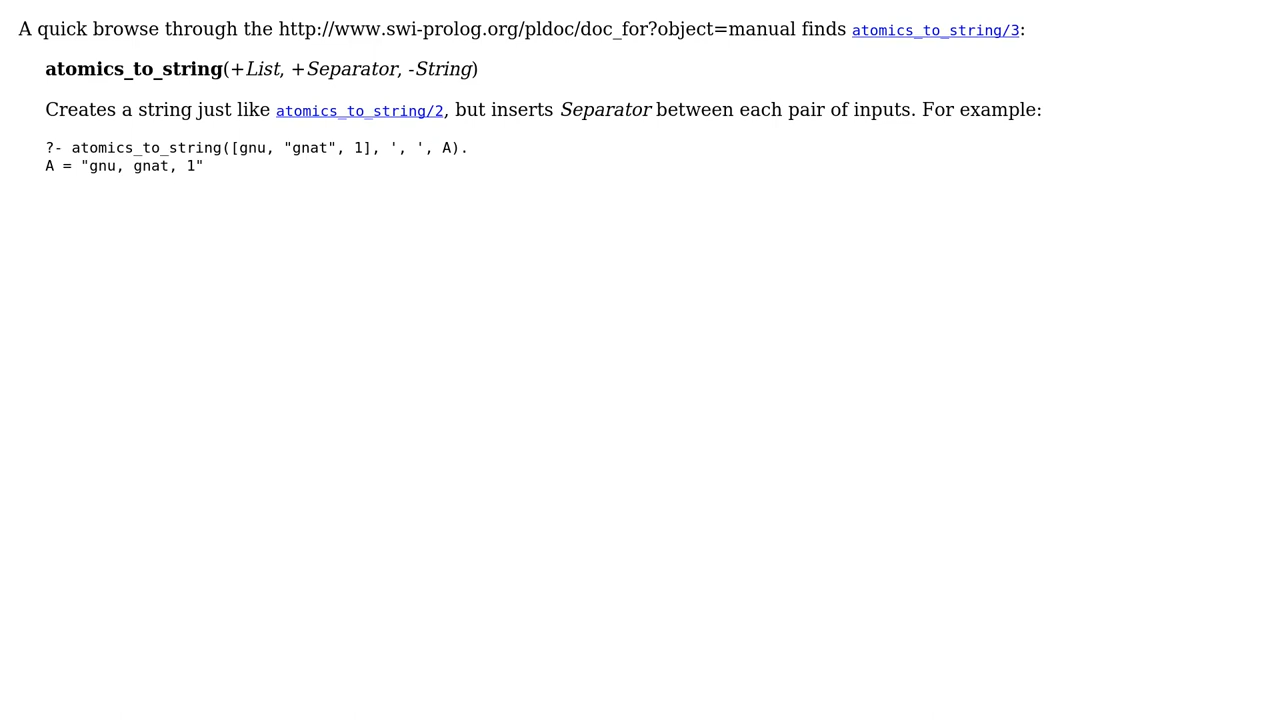 A quick browse through the http://www.swi-prolog.org/pldoc/doc_for?object=manual finds atomics_to_string/3:
atomics_to_string(+List, +Separator, -String)
Creates a string just like atomics_to_string/2, but inserts Separator between each pair of inputs. For example:
?- atomics_to_string([gnu, "gnat", 1], ', ', A).
A = "gnu, gnat, 1"